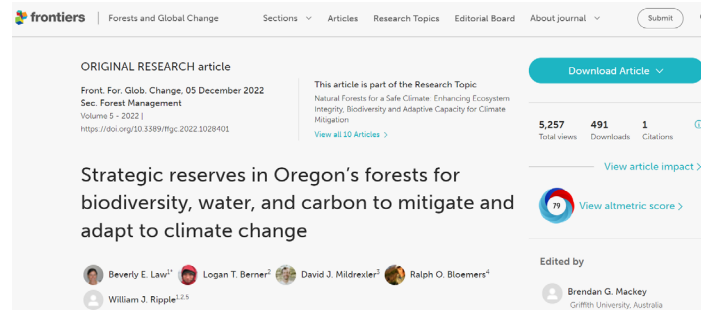 frontiers
Forests and Global Change
Sections
Articles
Research Topics
Editorial Board
About journal
Submit
ORIGINAL RESEARCH article
Front. For. Glob. Change, 05 December 2022
Sec. Forest Management
Volume 5 - 2022 |
https://doi.org/10.3389/ffgc.2022.1028401
This article is part of the Research Topic
Natural Forests for a Safe Climate: Enhancing Ecosystem
Integrity, Biodiversity and Adaptive Capacity for Climate
Mitigation
View all 10 Articles >
Strategic reserves in Oregon’s forests for
biodiversity, water, and carbon to mitigate and
adapt to climate change
Beverly E. Law1* Logan T. Berner2 David J. Mildrexler3 Ralph O. Bloemers4
William J. Ripple1,2,5
Download Article
5,257 491 1
Total views Downloads Citations
View article impact >
79
View altmetric score >
Edited by
Brendan G. Mackey
Griffith University, Australia